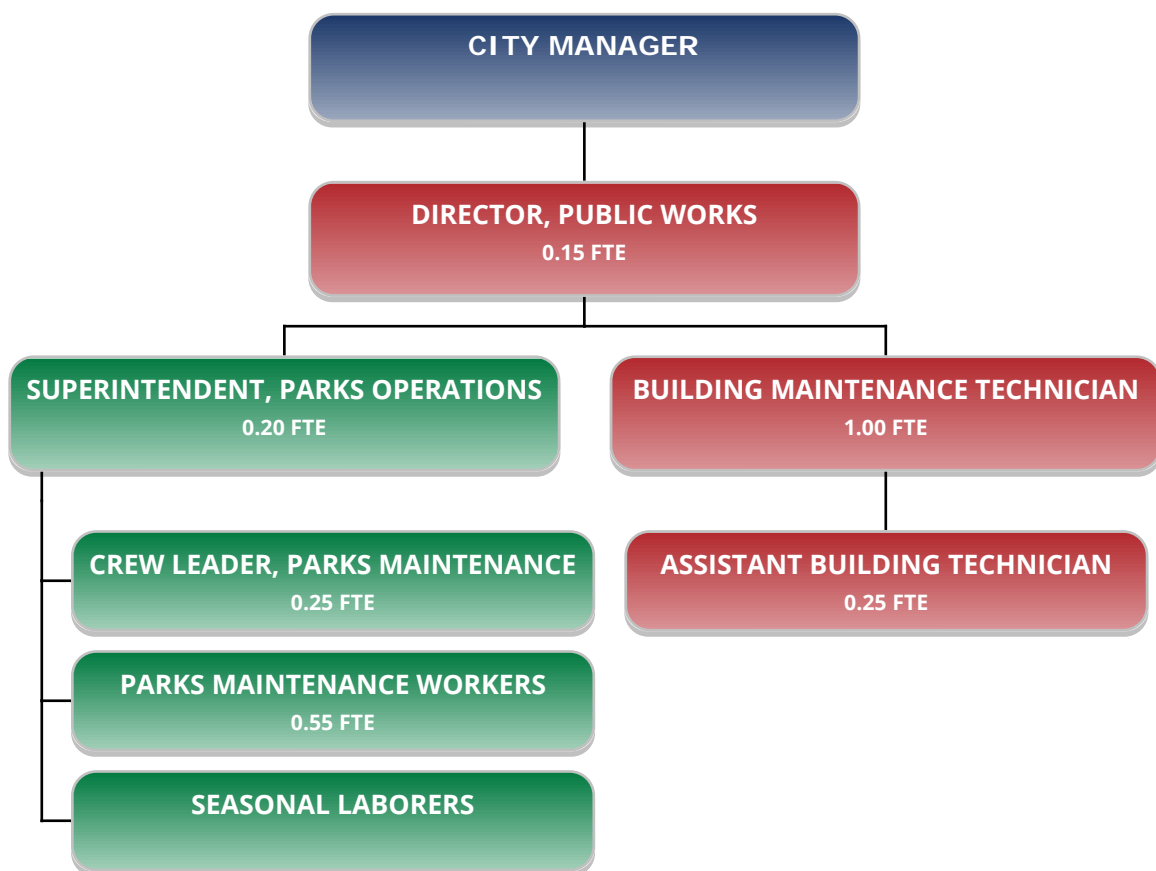 CITY MANAGER
DIRECTOR, PUBLIC WORKS
0.15 FTE
SUPERINTENDENT, PARKS OPERATIONS
0.20 FTE
BUILDING MAINTENANCE TECHNICIAN
1.00 FTE
CREW LEADER, PARKS MAINTENANCE
0.25 FTE
ASSISTANT BUILDING TECHNICIAN
0.25 FTE
PARKS MAINTENANCE WORKERS
0.55 FTE
SEASONAL LABORERS